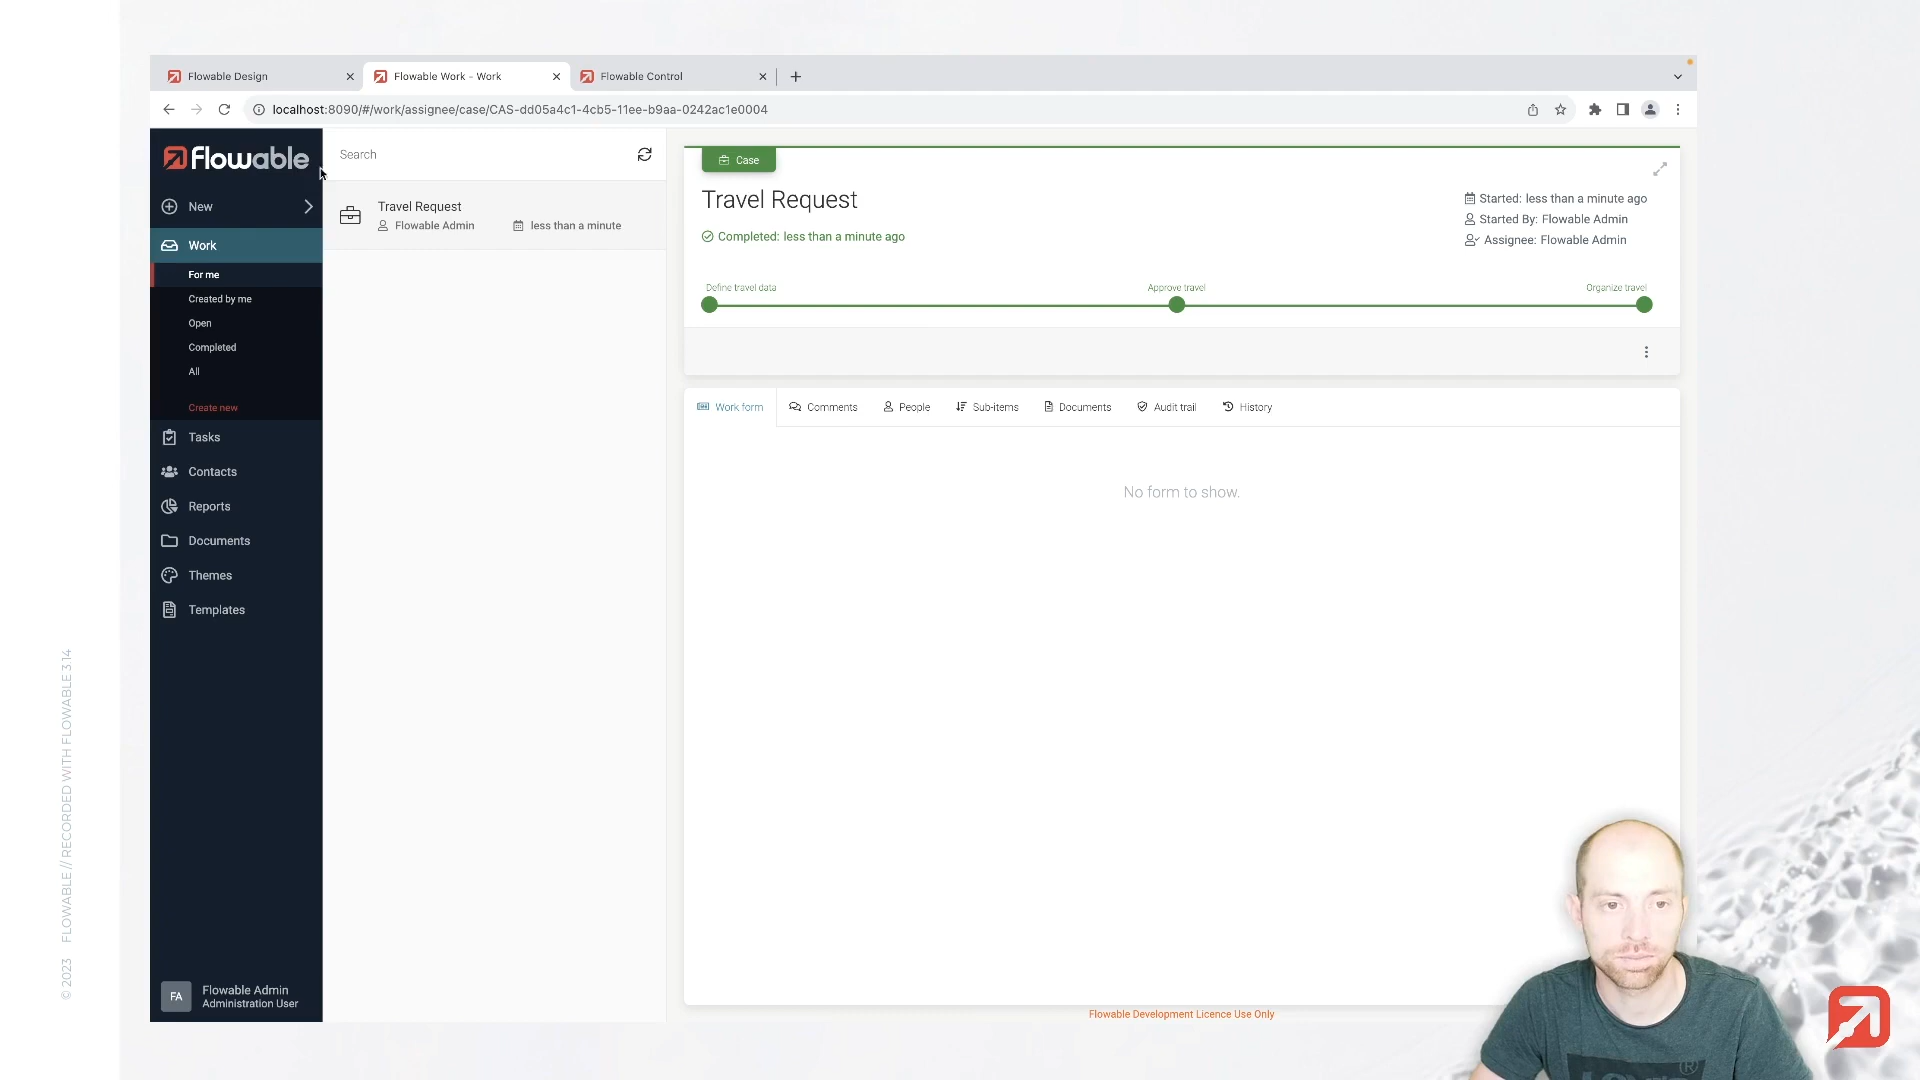 Flowable Design
Flowable Work - Work
Flowable Control
localhost:8090/#/work/assignee/case/CAS-dd05a4c1-4cb5-11ee-b9aa-0242ac1e0004
Flowable
New
Work
For me
Created by me
Open
Completed
All
Create new
Tasks
Contacts
Reports
Documents
Themes
Templates
FA
Flowable Admin
Administration User
Search
Travel Request
Flowable Admin
less than a minute
Case
Travel Request
Completed: less than a minute ago
Started: less than a minute ago
Started By: Flowable Admin
Assignee: Flowable Admin
Define travel data
Approve travel
Organize travel
Work form
Comments
People
Sub-items
Documents
Audit trail
History
No form to show.
Flowable Development Licence Use Only
© 2023 FLOWABLE // RECORDED WITH FLOWABLE 3.14